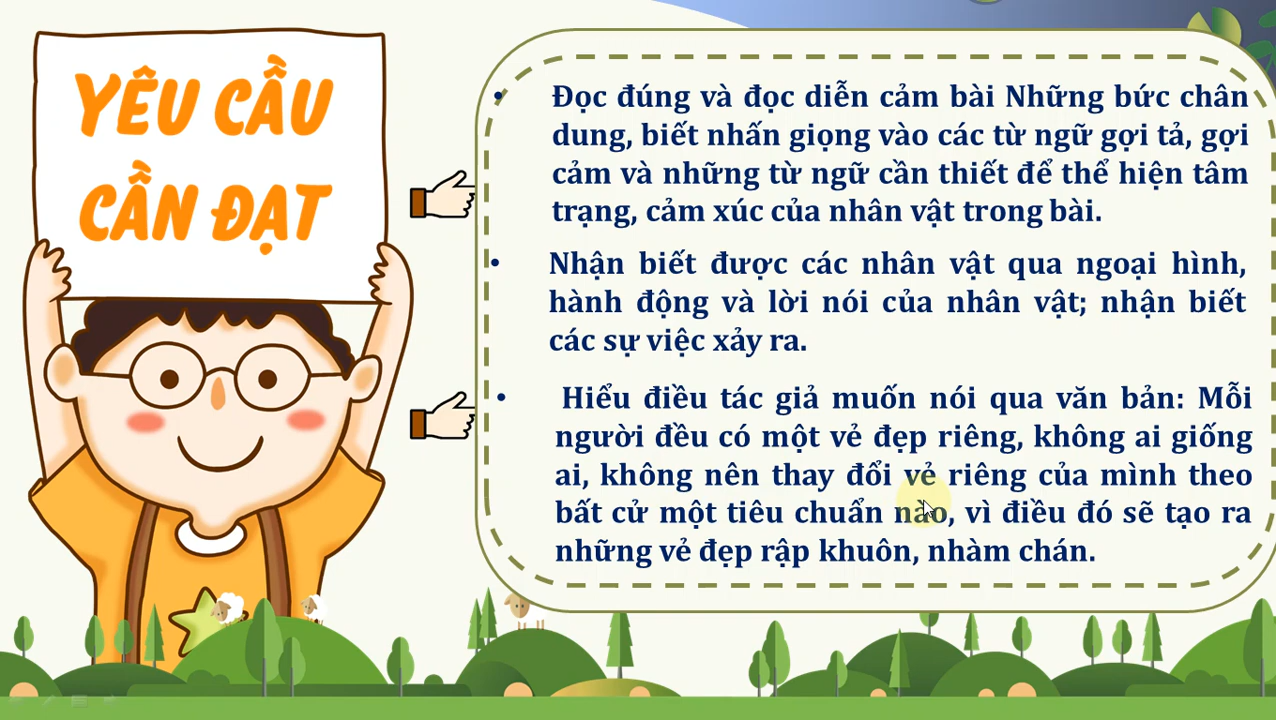 YÊU CẦU
CẦN ĐẠT
• Đọc đúng và đọc diễn cảm bài Những bức chân
dung, biết nhấn giọng vào các từ ngữ gợi tả, gợi
cảm và những từ ngữ cần thiết để thể hiện tâm
trạng, cảm xúc của nhân vật trong bài.
• Nhận biết được các nhân vật qua ngoại hình,
hành động và lời nói của nhân vật; nhận biết
các sự việc xảy ra.
• Hiểu điều tác giả muốn nói qua văn bản: Mỗi
người đều có một vẻ đẹp riêng, không ai giống
ai, không nên thay đổi vẻ riêng của mình theo
bất cứ một tiêu chuẩn nào, vì điều đó sẽ tạo ra
những vẻ đẹp rập khuôn, nhàm chán.